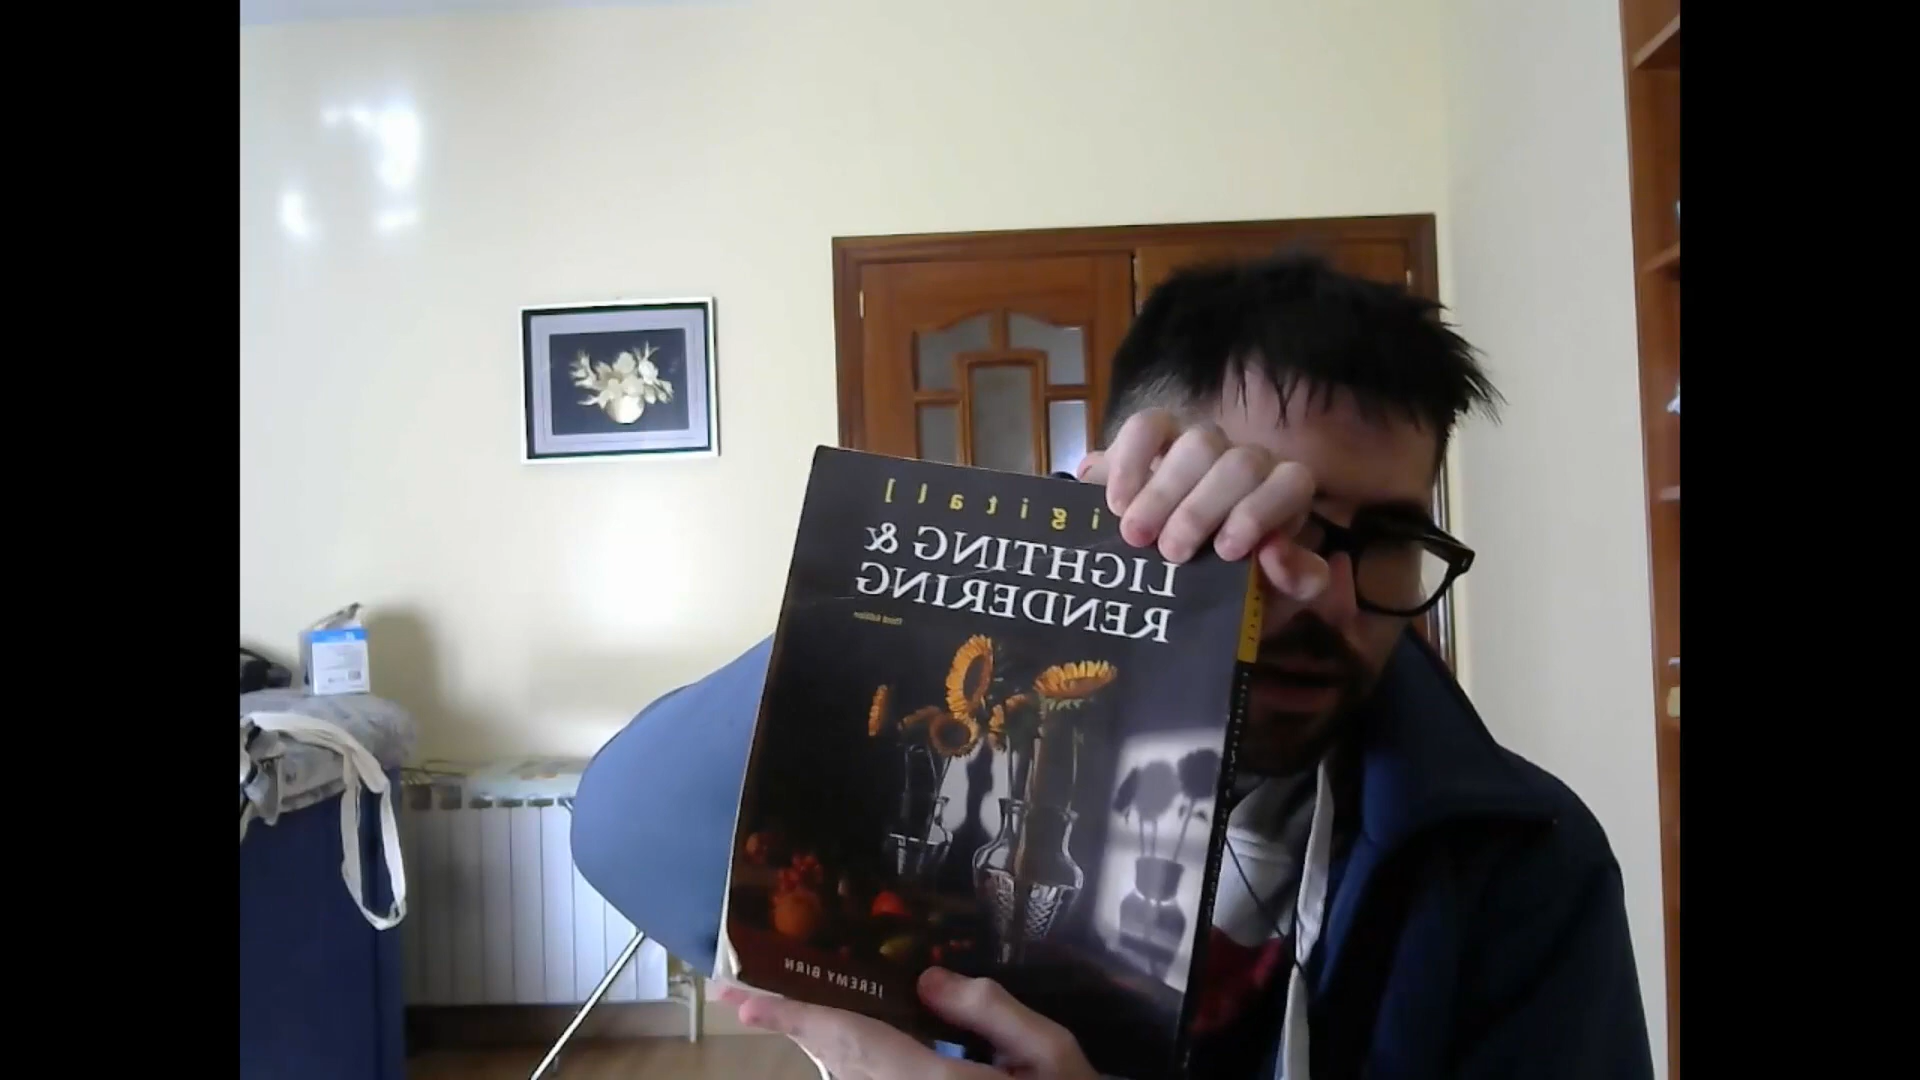 igital]
LIGHTING &
RENDERING
Third Edition
JEREMY BIRN